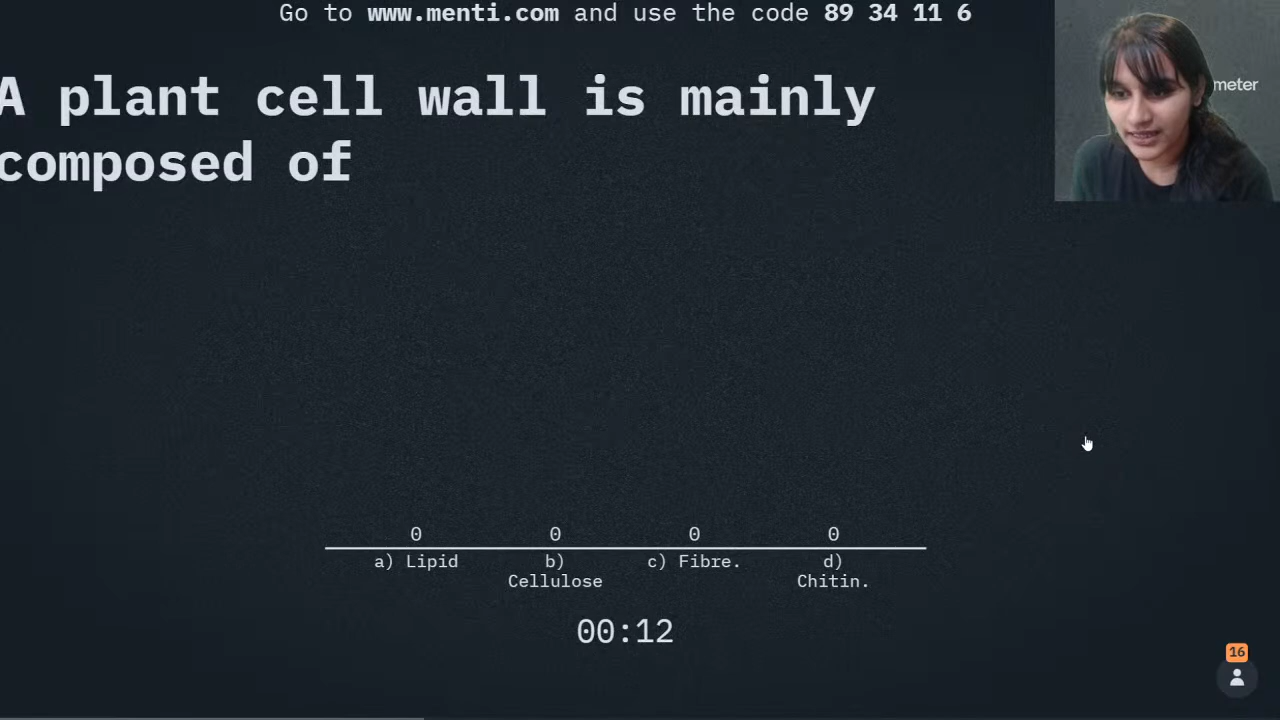 Go to www.menti.com and use the code 89 34 11 6
meter
A plant cell wall is mainly
composed of
0 0 0 0
a) Lipid b) c) Fibre. d)
Cellulose Chitin.
00:12
16